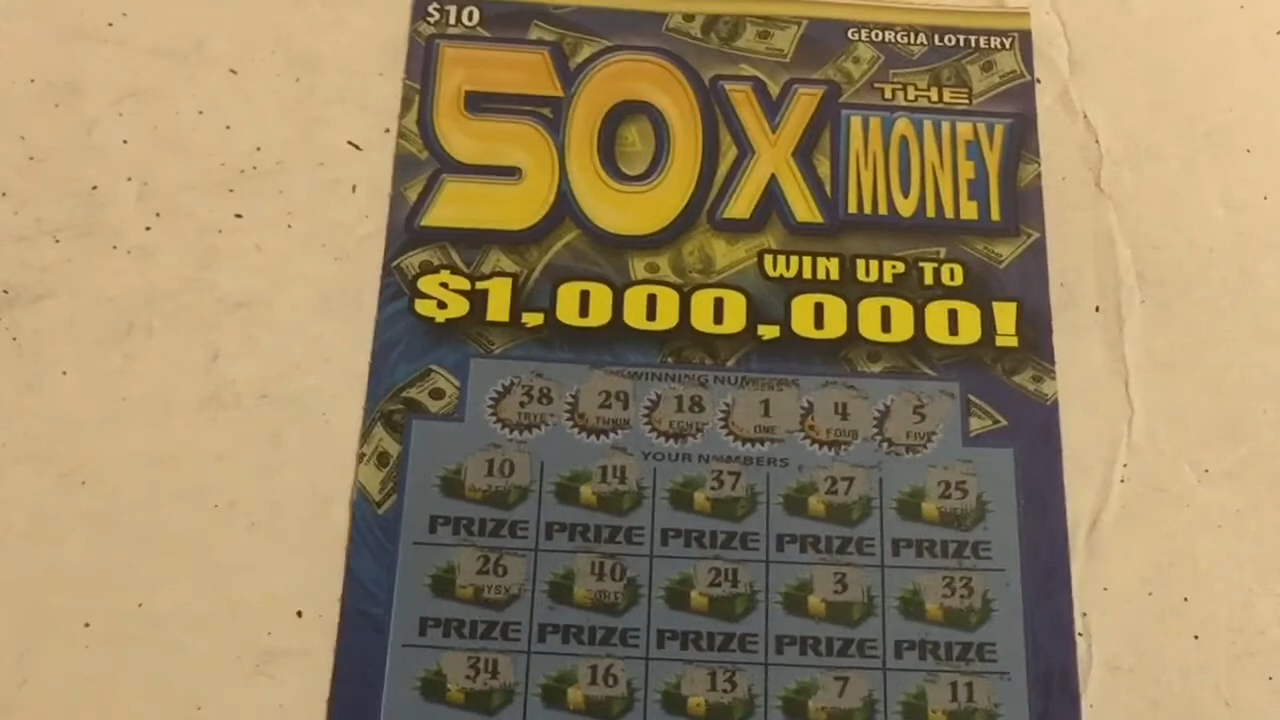 $10
GEORGIA LOTTERY
50X THE MONEY
WIN UP TO
$1,000,000!
WINNING NUMBERS
38 29 18 1 4 5
ONE FOUR FIV
YOUR NUMBERS
10 14 37 27 25
PRIZE PRIZE PRIZE PRIZE PRIZE
26 40 24 3 33
PRIZE PRIZE PRIZE PRIZE PRIZE
34 16 13 7 11